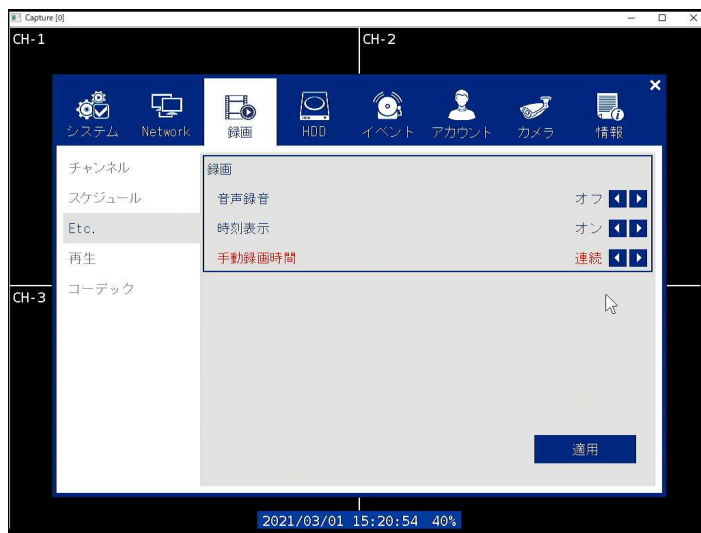 Capture [0]
CH-1
CH-2
システム
Network
録画
HDD
イベント
アカウント
カメラ
情報
チャンネル
スケジュール
Etc.
再生
コーデック
録画
音声録音 オフ
時刻表示 オン
手動録画時間 連続
CH-3
適用
2021/03/01 15:20:54 40%